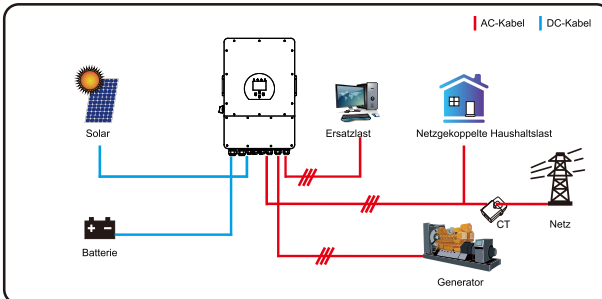 AC-Kabel
DC-Kabel
Solar
Ersatzlast
Netzgekoppelte Haushaltslast
CT
Netz
Batterie
Generator